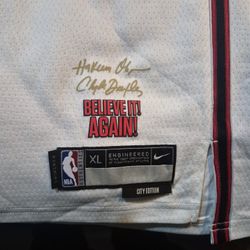 Hakeem Olajuwon
Clyde Drexler
BELIEVE IT!
AGAIN!
NBA
XL
ENGINEERED
CITY EDITION